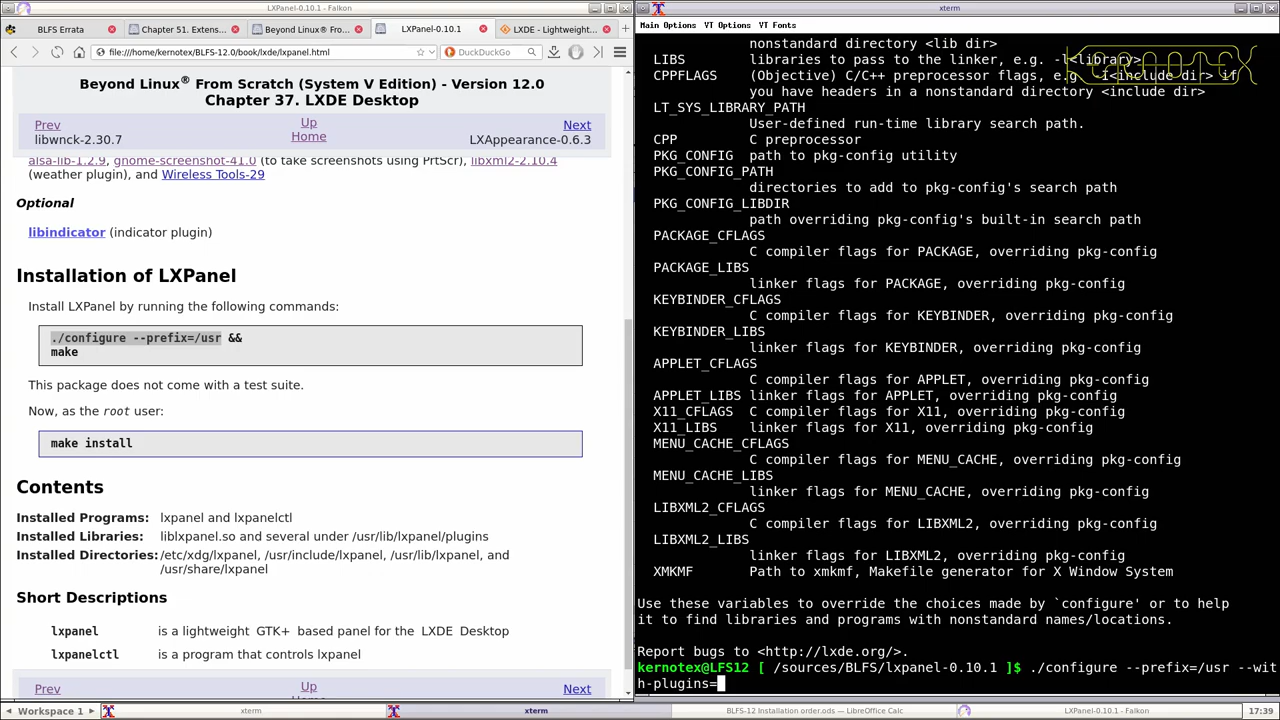 LXPanel-0.10.1 - Falkon
BLFS Errata
Chapter 51. Extens...
Beyond Linux® Fro...
LXPanel-0.10.1
LXDE - Lightweight...
file:///home/kernotex/BLFS-12.0/book/lxde/lxpanel.html
DuckDuckGo
Beyond Linux® From Scratch (System V Edition) - Version 12.0
Chapter 37. LXDE Desktop
Prev
Up
Next
libwnck-2.30.7
Home
LXAppearance-0.6.3
alsa-lib-1.2.9, gnome-screenshot-41.0 (to take screenshots using PrtScr), libxml2-2.10.4
(weather plugin), and Wireless Tools-29
Optional
libindicator (indicator plugin)
Installation of LXPanel
Install LXPanel by running the following commands:
./configure --prefix=/usr &&
make
This package does not come with a test suite.
Now, as the root user:
make install
Contents
Installed Programs: lxpanel and lxpanelctl
Installed Libraries: liblxpanel.so and several under /usr/lib/lxpanel/plugins
Installed Directories: /etc/xdg/lxpanel, /usr/include/lxpanel, /usr/lib/lxpanel, and
/usr/share/lxpanel
Short Descriptions
lxpanel is a lightweight GTK+ based panel for the LXDE Desktop
lxpanelctl is a program that controls lxpanel
Prev
Up
Next
xterm
Main Options VT Options VT Fonts
KERNOTEX
nonstandard directory <lib dir>
LIBS libraries to pass to the linker, e.g. -l<library>
CPPFLAGS (Objective) C/C++ preprocessor flags, e.g. -I<include dir> if
you have headers in a nonstandard directory <include dir>
LT_SYS_LIBRARY_PATH
User-defined run-time library search path.
CPP C preprocessor
PKG_CONFIG path to pkg-config utility
PKG_CONFIG_PATH
directories to add to pkg-config's search path
PKG_CONFIG_LIBDIR
path overriding pkg-config's built-in search path
PACKAGE_CFLAGS
C compiler flags for PACKAGE, overriding pkg-config
PACKAGE_LIBS
linker flags for PACKAGE, overriding pkg-config
KEYBINDER_CFLAGS
C compiler flags for KEYBINDER, overriding pkg-config
KEYBINDER_LIBS
linker flags for KEYBINDER, overriding pkg-config
APPLET_CFLAGS
C compiler flags for APPLET, overriding pkg-config
APPLET_LIBS linker flags for APPLET, overriding pkg-config
X11_CFLAGS C compiler flags for X11, overriding pkg-config
X11_LIBS linker flags for X11, overriding pkg-config
MENU_CACHE_CFLAGS
C compiler flags for MENU_CACHE, overriding pkg-config
MENU_CACHE_LIBS
linker flags for MENU_CACHE, overriding pkg-config
LIBXML2_CFLAGS
C compiler flags for LIBXML2, overriding pkg-config
LIBXML2_LIBS
linker flags for LIBXML2, overriding pkg-config
XMKMF Path to xmkmf, Makefile generator for X Window System
Use these variables to override the choices made by `configure' or to help
it to find libraries and programs with nonstandard names/locations.
Report bugs to <http://lxde.org/>.
kernotex@LFS12 [ /sources/BLFS/lxpanel-0.10.1 ]$ ./configure --prefix=/usr --wit
h-plugins=
Workspace 1
xterm
xterm
BLFS-12 Installation order.ods — LibreOffice Calc
LXPanel-0.10.1 - Falkon
17:39